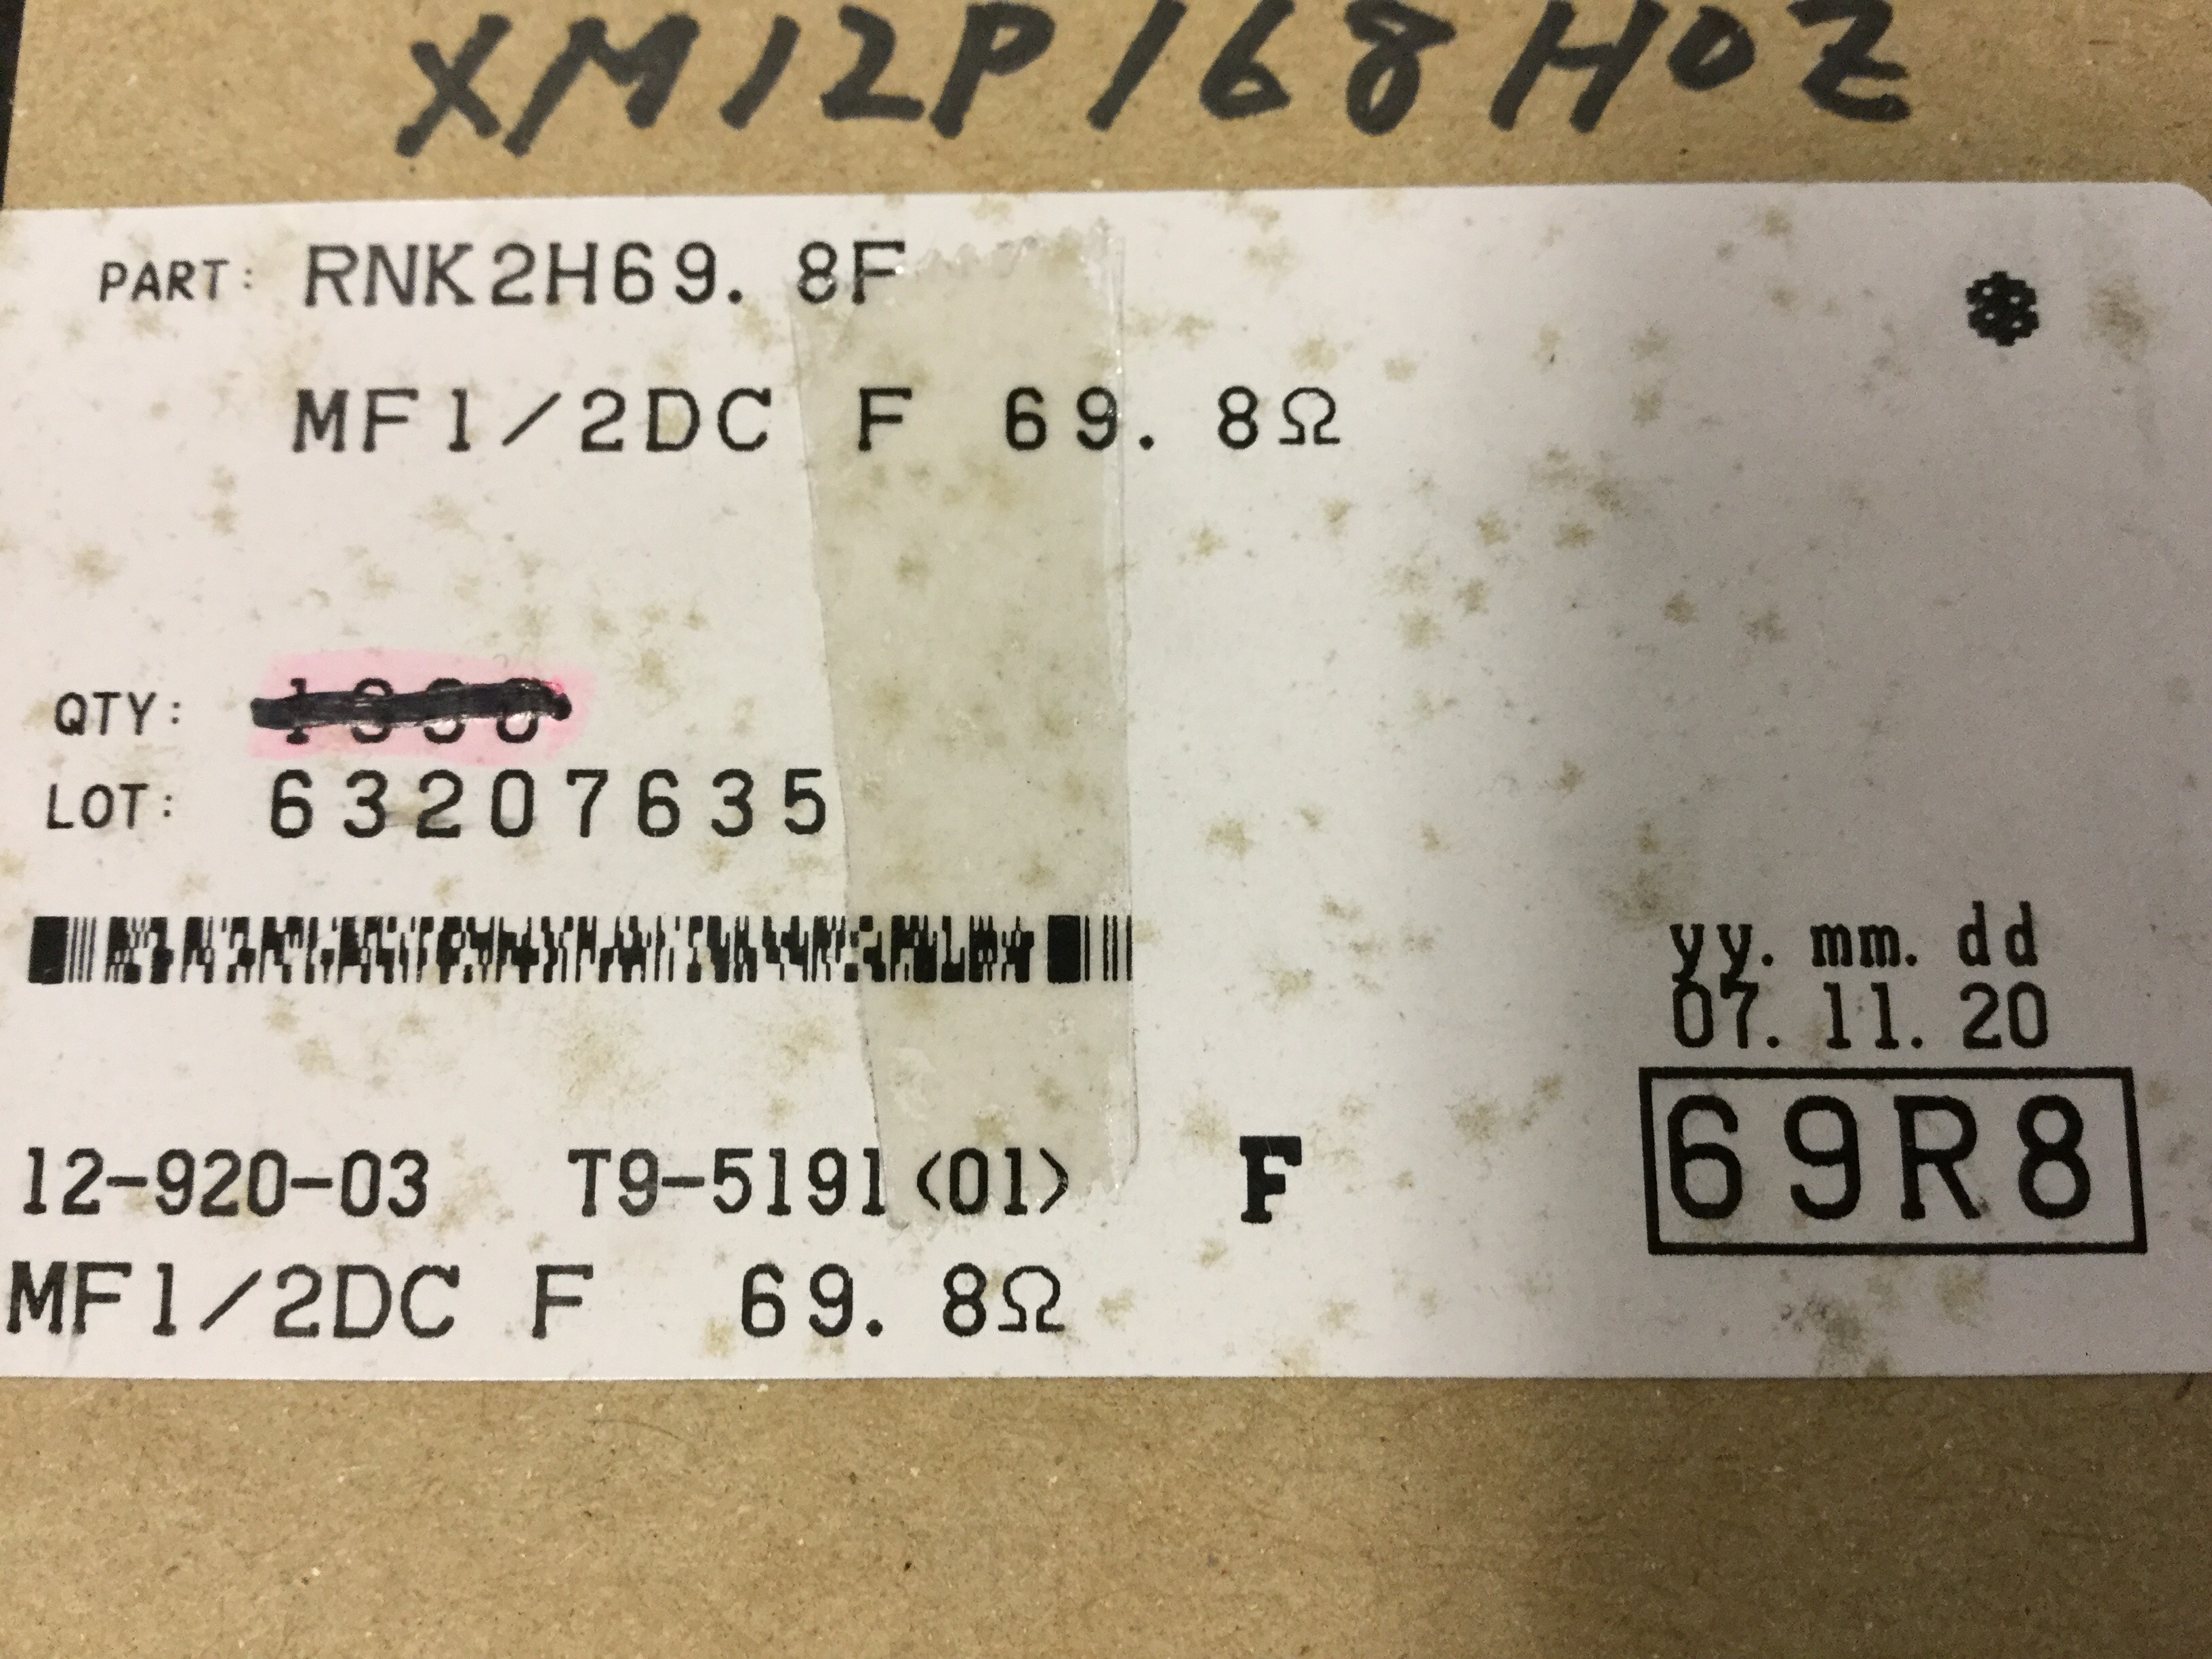 XM12P168H0Z
PART: RNK2H69. 8F
*
MF1/2DC F 69. 8Ω
QTY:
LOT: 63207635
yy. mm. dd
07. 11. 20
69R8
12-920-03 T9-5191<01> F
MF1/2DC F 69. 8Ω